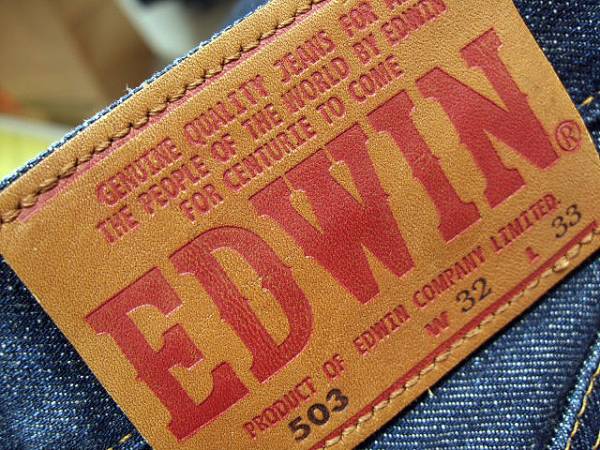 GENUINE QUALITY JEANS FOR
THE PEOPLE OF THE WORLD BY EDWIN
FOR CENTURIE TO COME
EDWIN®
PRODUCT OF EDWIN COMPANY LIMITED.
503 W 32 L 33